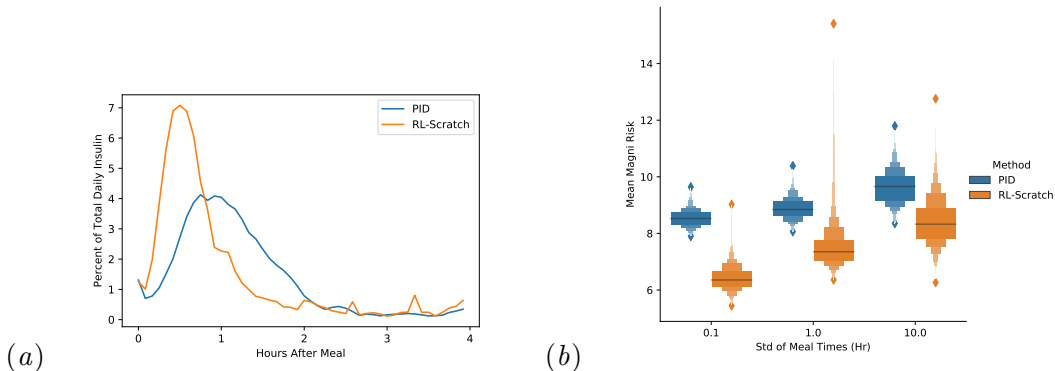 Percent of Total Daily Insulin
7
6
5
4
3
2
1
0
0 1 2 3 4
Hours After Meal
PID
RL-Scratch
(a)
Mean Magni Risk
14
12
10
8
6
0.1 1.0 10.0
Std of Meal Times (Hr)
Method
PID
RL-Scratch
(b)